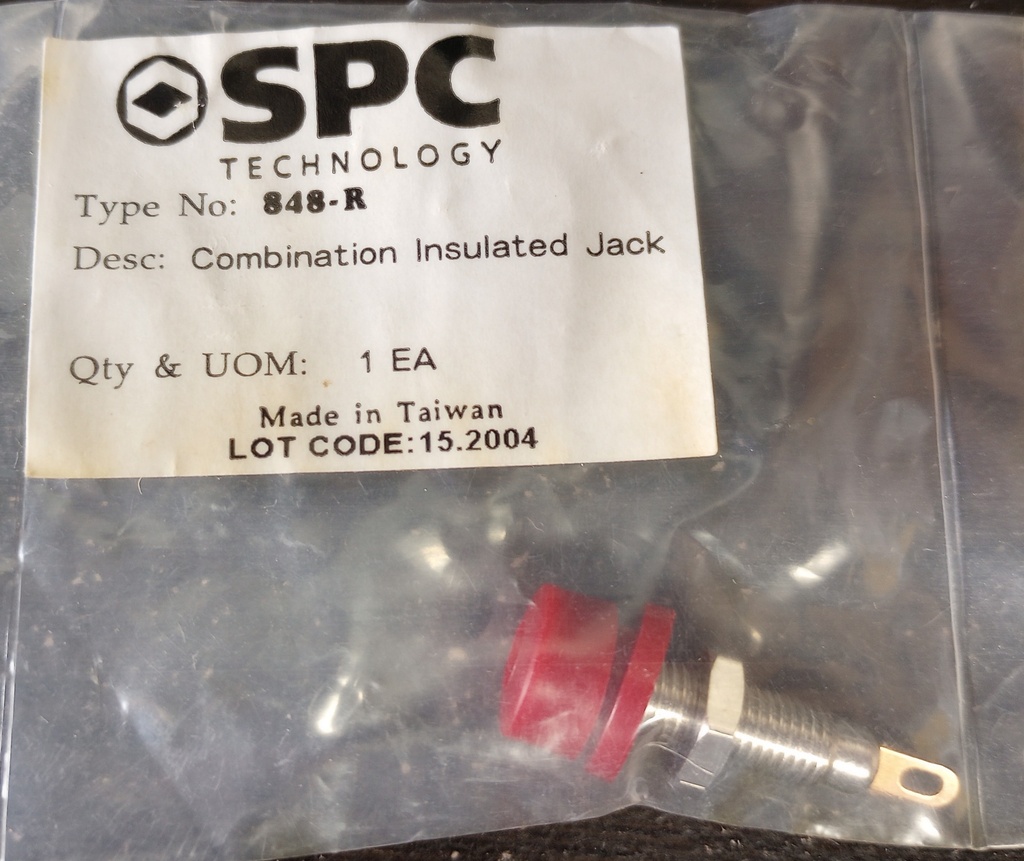 SPC
TECHNOLOGY
Type No: 848-R
Desc: Combination Insulated Jack
Qty & UOM: 1 EA
Made in Taiwan
LOT CODE:15.2004